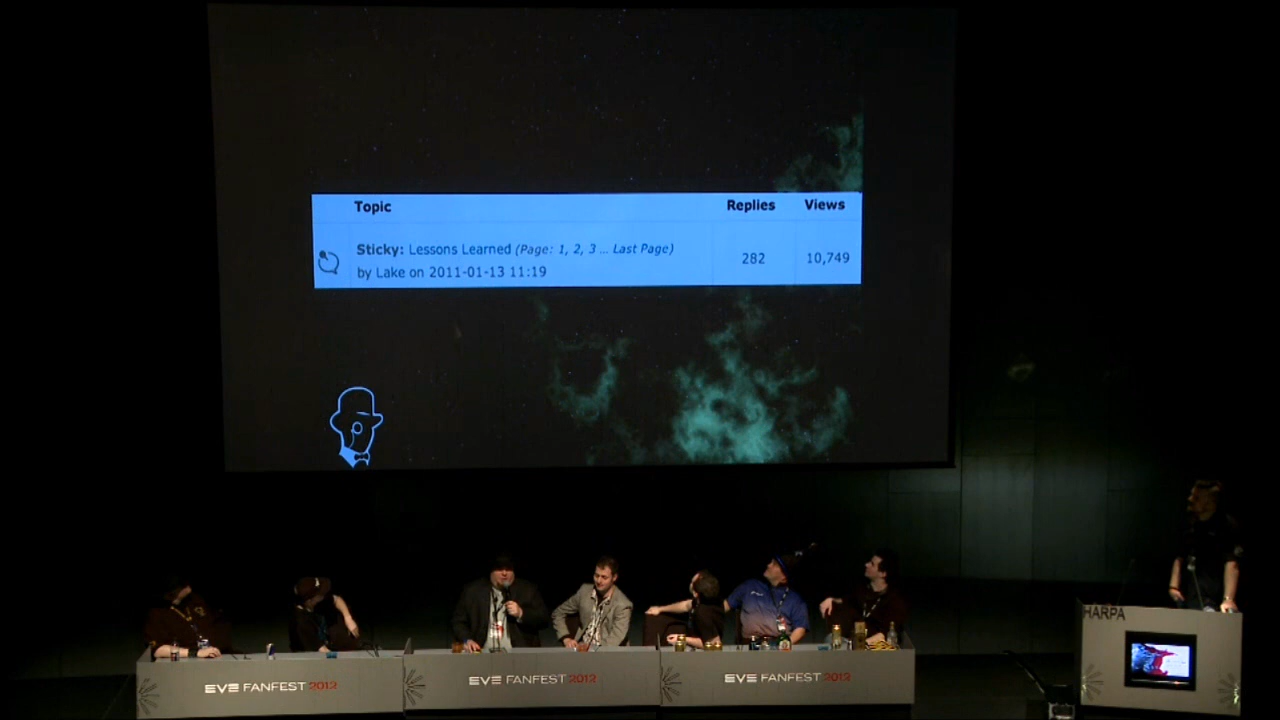 Topic Replies Views
Sticky: Lessons Learned (Page: 1, 2, 3 ... Last Page)
by Lake on 2011-01-13 11:19
282 10,749
HARPA
EVE FANFEST 2012
EVE FANFEST 2012
EVE FANFEST 2012